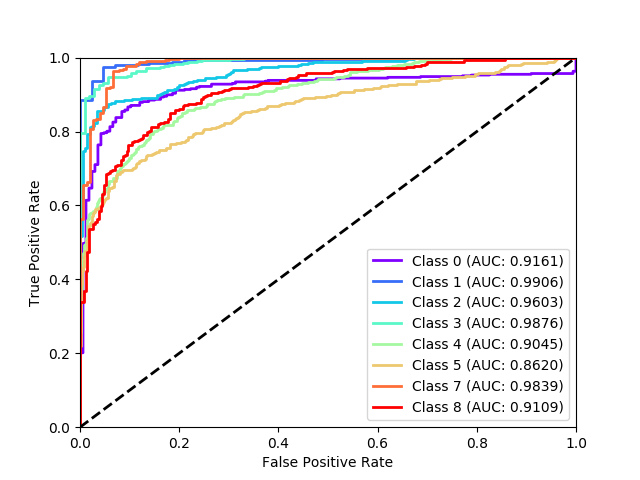 1.0
0.8
0.6
0.4
0.2
0.0
True Positive Rate
Class 0 (AUC: 0.9161)
Class 1 (AUC: 0.9906)
Class 2 (AUC: 0.9603)
Class 3 (AUC: 0.9876)
Class 4 (AUC: 0.9045)
Class 5 (AUC: 0.8620)
Class 7 (AUC: 0.9839)
Class 8 (AUC: 0.9109)
0.0 0.2 0.4 0.6 0.8 1.0
False Positive Rate